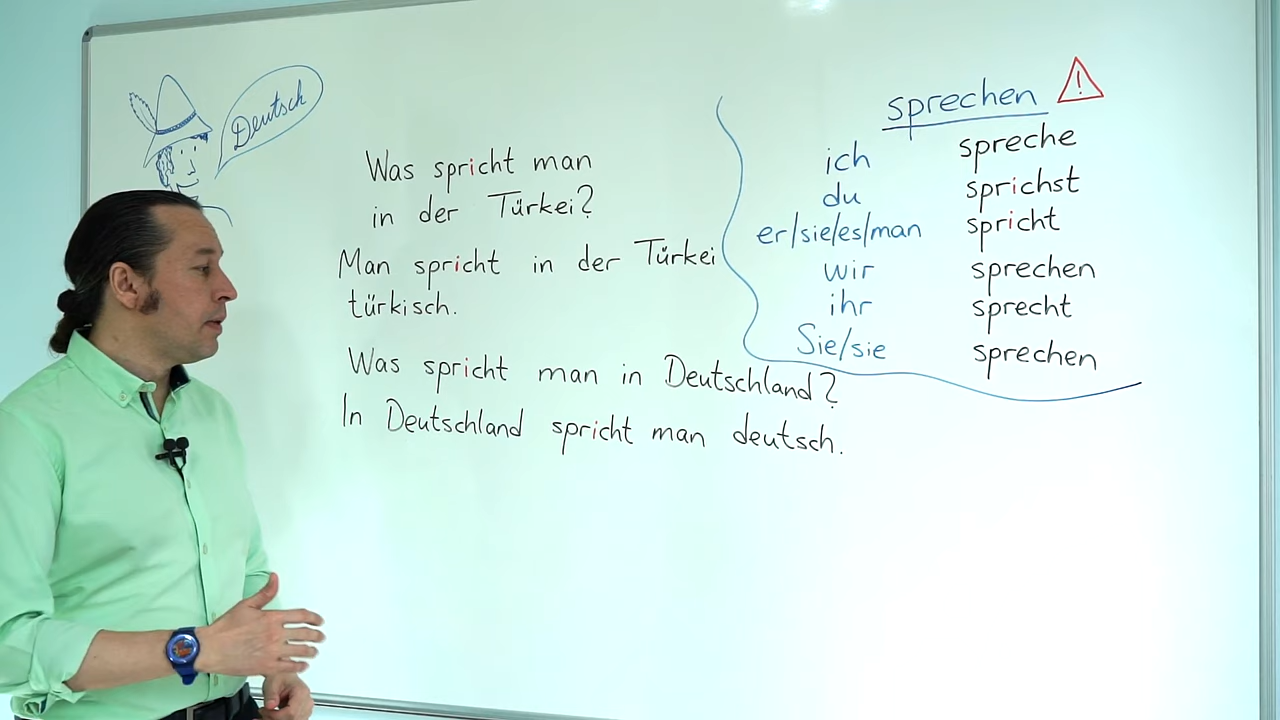 Deutsch
Was spricht man
in der Türkei?
Man spricht in der Türkei
türkisch.
Was spricht man in Deutschland?
In Deutschland spricht man deutsch.
sprechen !
ich spreche
du sprichst
er/sie/es/man spricht
wir sprechen
ihr sprecht
Sie/sie sprechen